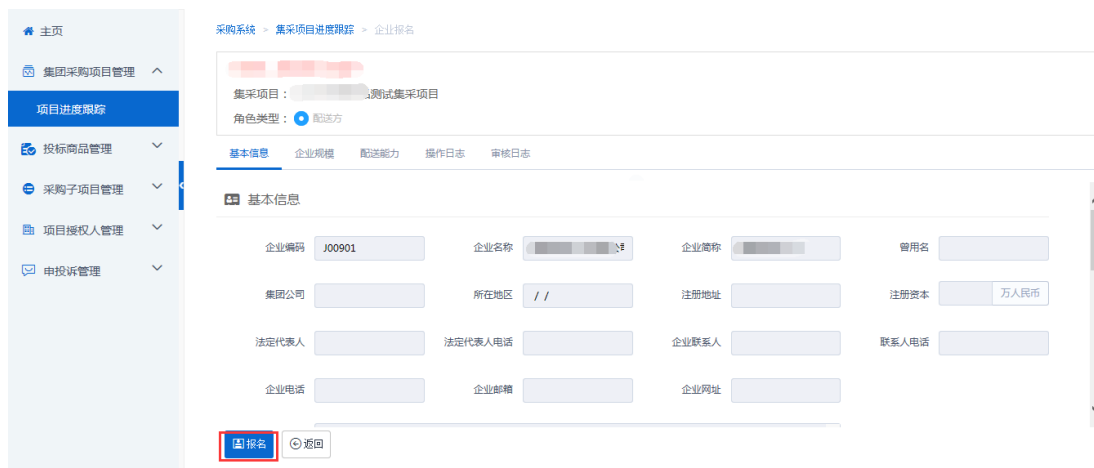 主页
集团采购项目管理
项目进度跟踪
投标商品管理
采购子项目管理
项目授权人管理
申投诉管理
采购系统 > 集采项目进度跟踪 > 企业报名
集采项目：测试集采项目
角色类型：配送方
基本信息 企业规模 配送能力 操作日志 审核日志
基本信息
企业编码 J00901 企业名称 企业简称 曾用名
集团公司 所在地区 / / 注册地址 注册资本 万人民币
法定代表人 法定代表人电话 企业联系人 联系人电话
企业电话 企业邮箱 企业网址
报名 返回